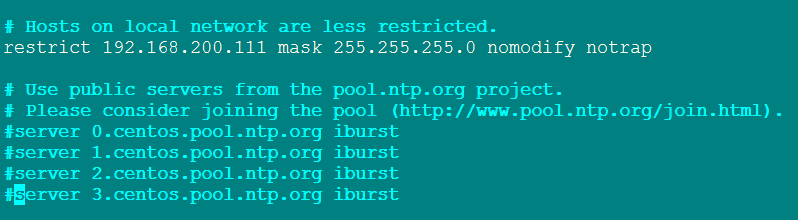 # Hosts on local network are less restricted.
restrict 192.168.200.111 mask 255.255.255.0 nomodify notrap
# Use public servers from the pool.ntp.org project.
# Please consider joining the pool (http://www.pool.ntp.org/join.html).
#server 0.centos.pool.ntp.org iburst
#server 1.centos.pool.ntp.org iburst
#server 2.centos.pool.ntp.org iburst
#server 3.centos.pool.ntp.org iburst